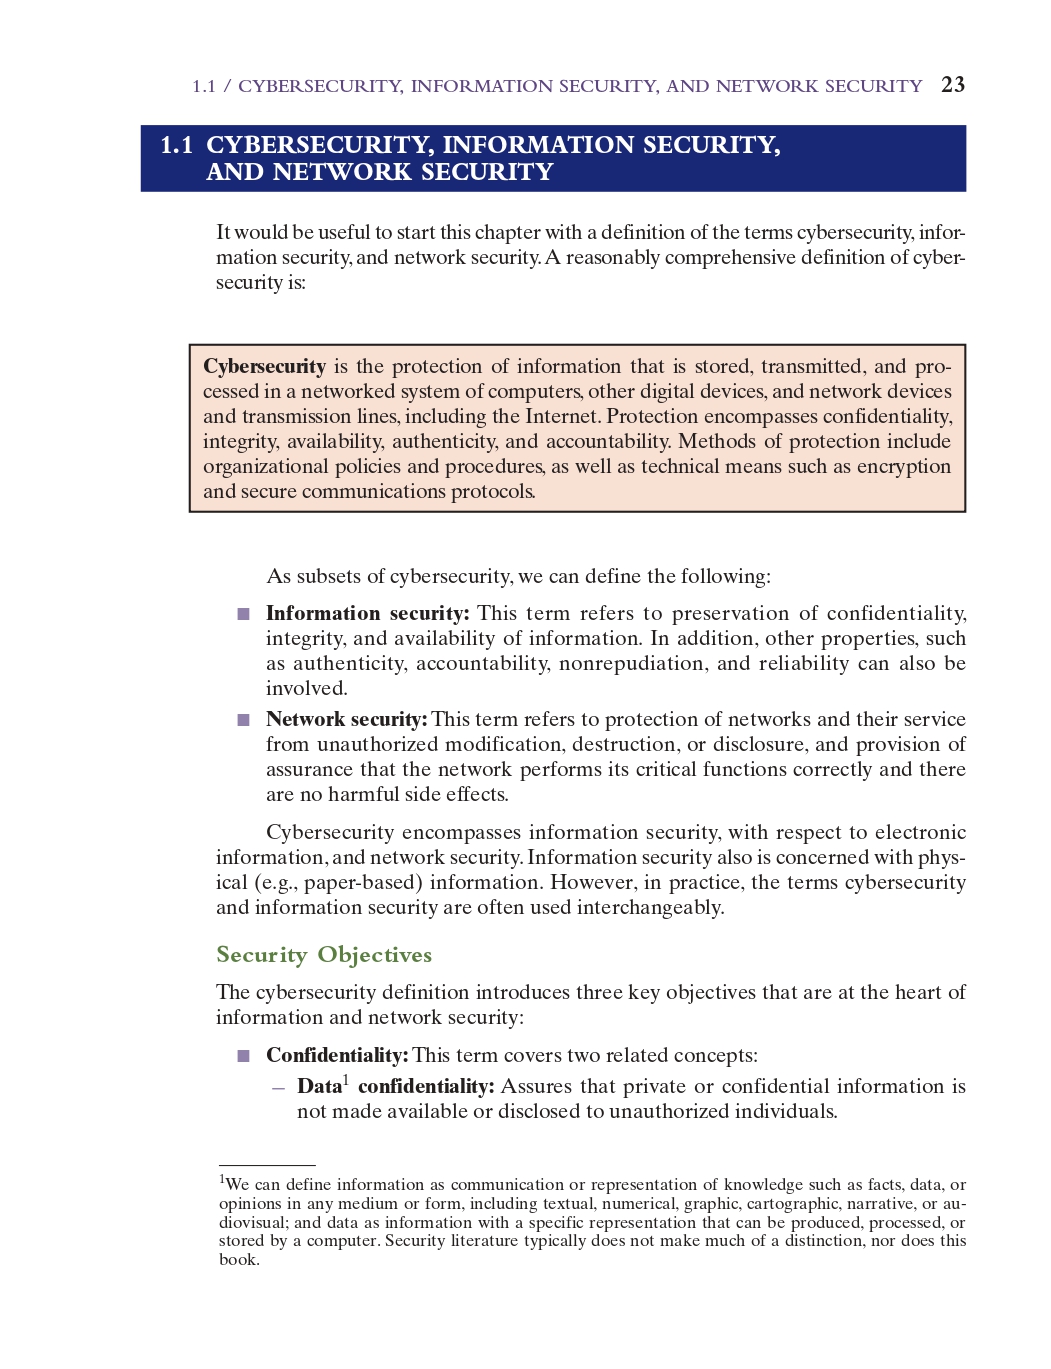 1.1 / CYBERSECURITY, INFORMATION SECURITY, AND NETWORK SECURITY 23
1.1 CYBERSECURITY, INFORMATION SECURITY,
AND NETWORK SECURITY
It would be useful to start this chapter with a definition of the terms cybersecurity, infor-
mation security, and network security. A reasonably comprehensive definition of cyber-
security is:
Cybersecurity is the protection of information that is stored, transmitted, and pro-
cessed in a networked system of computers, other digital devices, and network devices
and transmission lines, including the Internet. Protection encompasses confidentiality,
integrity, availability, authenticity, and accountability. Methods of protection include
organizational policies and procedures, as well as technical means such as encryption
and secure communications protocols.
As subsets of cybersecurity, we can define the following:
■ Information security: This term refers to preservation of confidentiality,
integrity, and availability of information. In addition, other properties, such
as authenticity, accountability, nonrepudiation, and reliability can also be
involved.
■ Network security: This term refers to protection of networks and their service
from unauthorized modification, destruction, or disclosure, and provision of
assurance that the network performs its critical functions correctly and there
are no harmful side effects.
Cybersecurity encompasses information security, with respect to electronic
information, and network security. Information security also is concerned with phys-
ical (e.g., paper-based) information. However, in practice, the terms cybersecurity
and information security are often used interchangeably.
Security Objectives
The cybersecurity definition introduces three key objectives that are at the heart of
information and network security:
■ Confidentiality: This term covers two related concepts:
— Data¹ confidentiality: Assures that private or confidential information is
not made available or disclosed to unauthorized individuals.
¹We can define information as communication or representation of knowledge such as facts, data, or
opinions in any medium or form, including textual, numerical, graphic, cartographic, narrative, or au-
diovisual; and data as information with a specific representation that can be produced, processed, or
stored by a computer. Security literature typically does not make much of a distinction, nor does this
book.